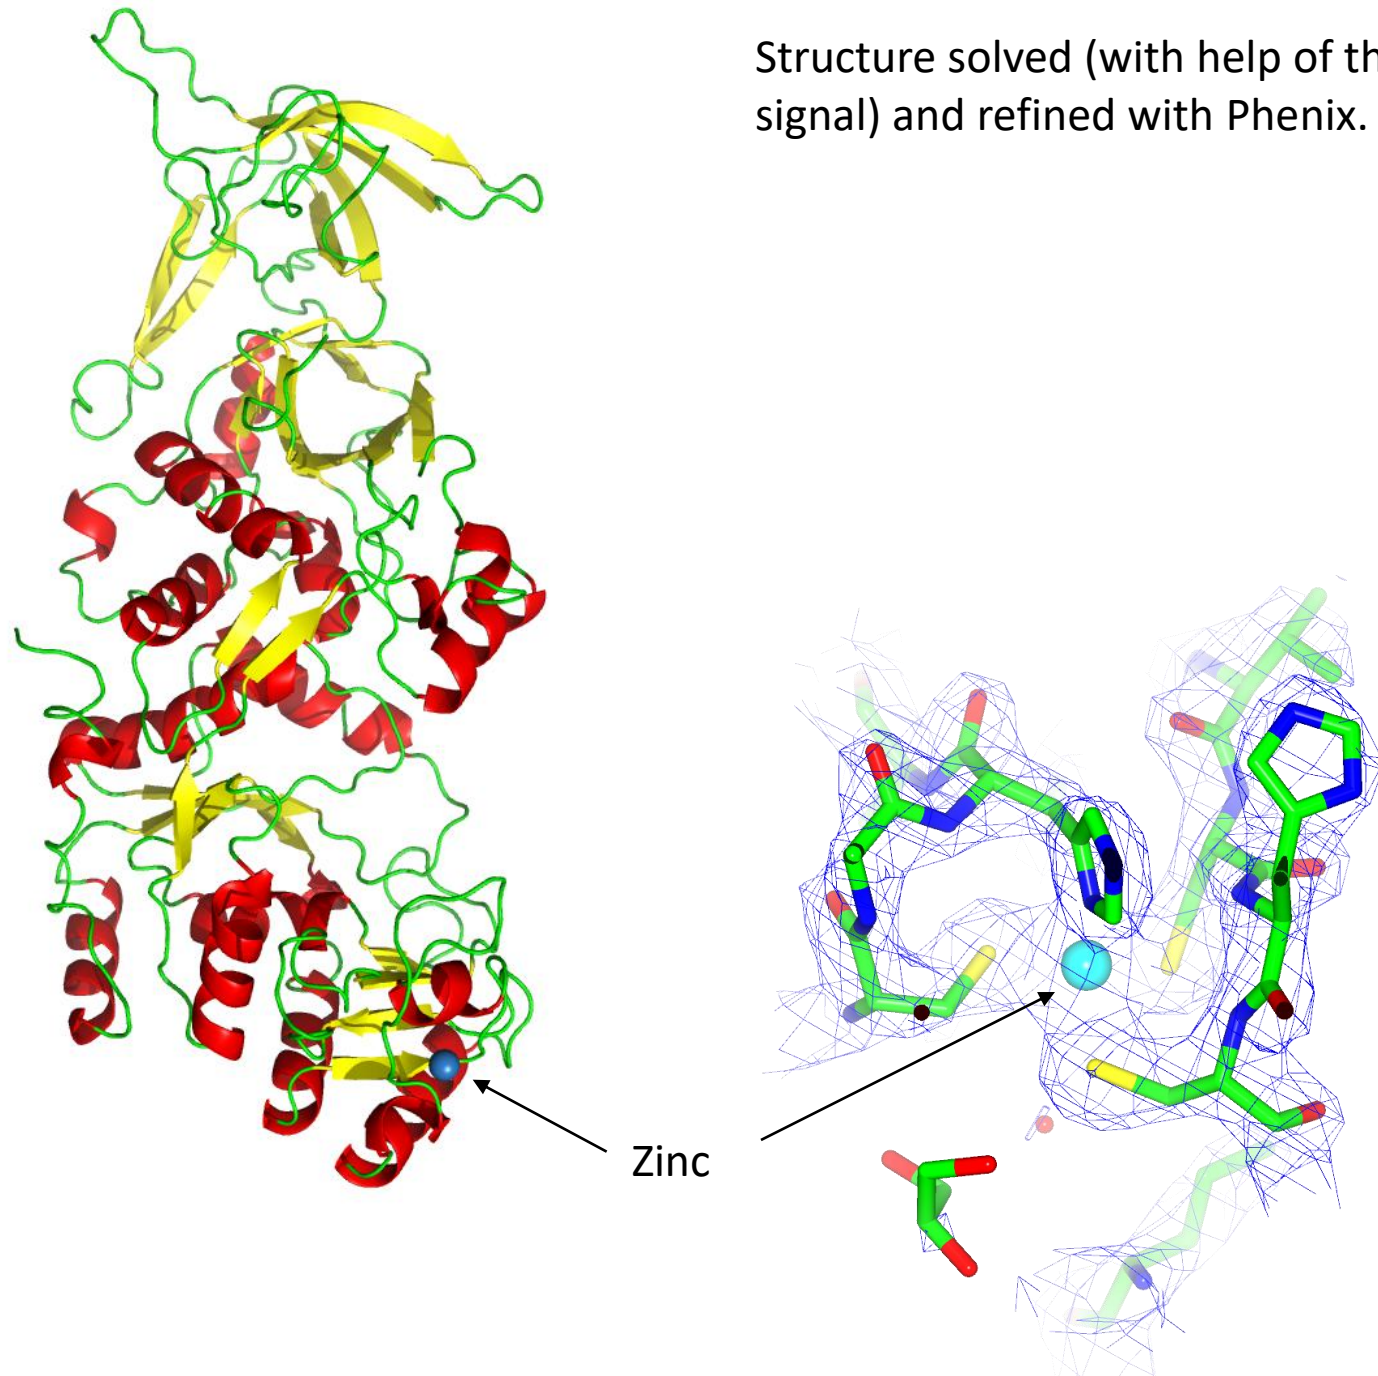 Structure solved (with help of th
signal) and refined with Phenix.
Zinc